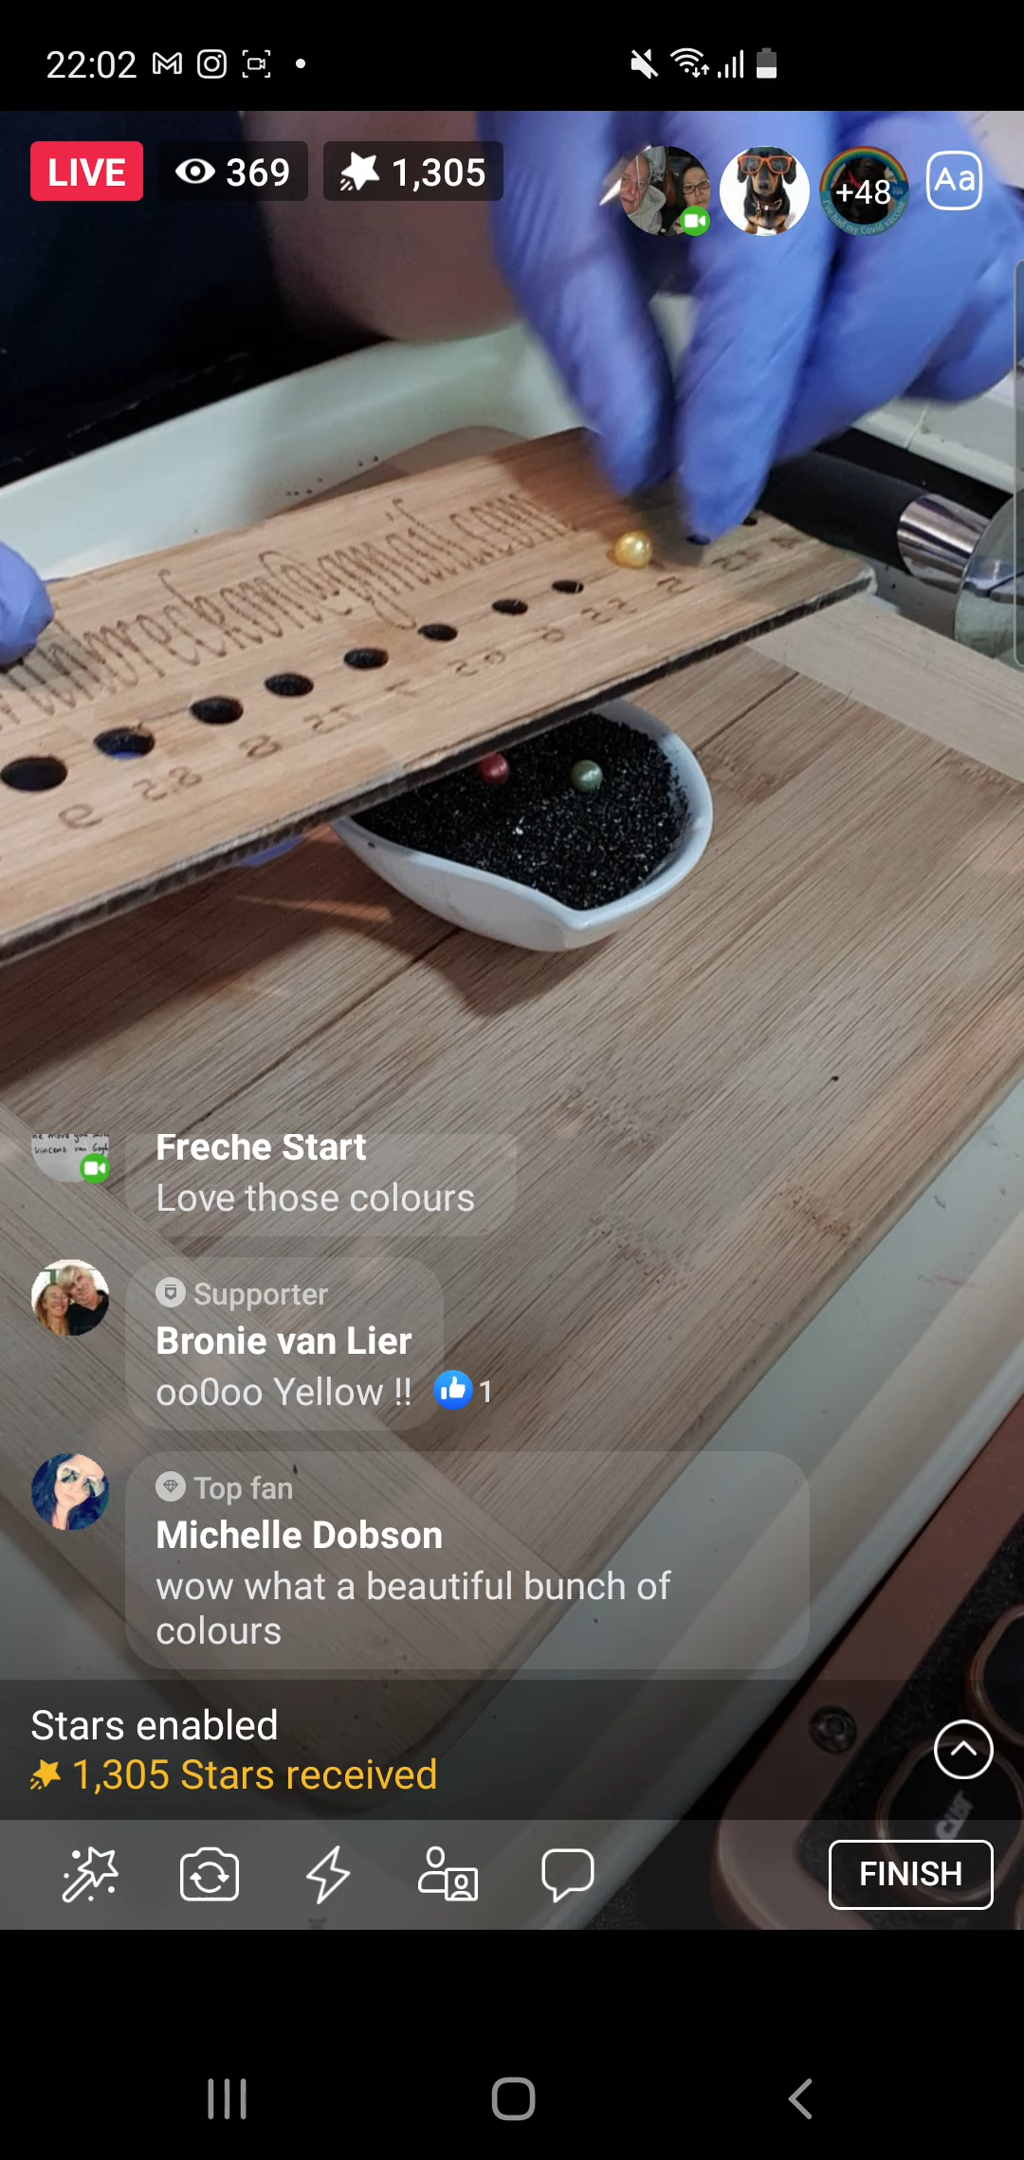 22:02
LIVE
369
1,305
+48
Aa
Freche Start
Love those colours
Supporter
Bronie van Lier
oo0oo Yellow !!
1
Top fan
Michelle Dobson
wow what a beautiful bunch of
colours
Stars enabled
1,305 Stars received
FINISH